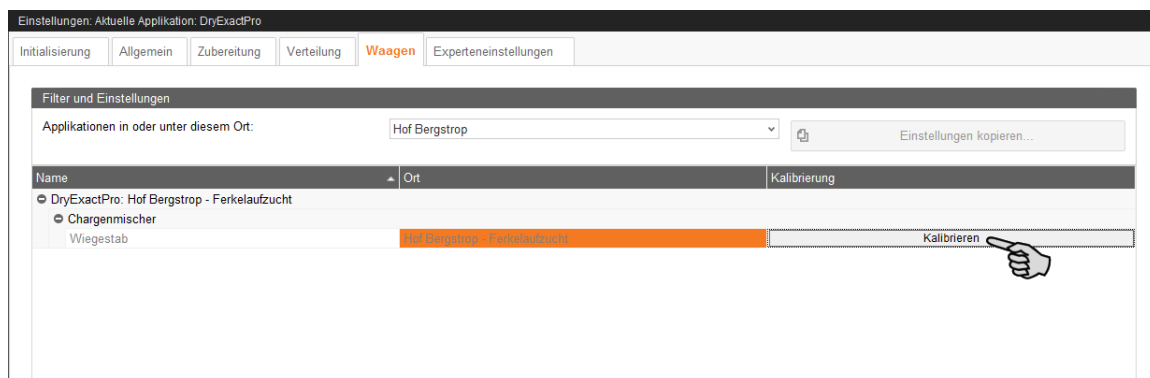 Einstellungen: Aktuelle Applikation: DryExactPro
Initialisierung Allgemein Zubereitung Verteilung Waagen Experteneinstellungen
Filter und Einstellungen
Applikationen in oder unter diesem Ort: Hof Bergstrop Einstellungen kopieren...
Name Ort Kalibrierung
DryExactPro: Hof Bergstrop - Ferkelaufzucht
Chargenmischer
Wiegestab Hof Bergstrop - Ferkelaufzucht Kalibrieren